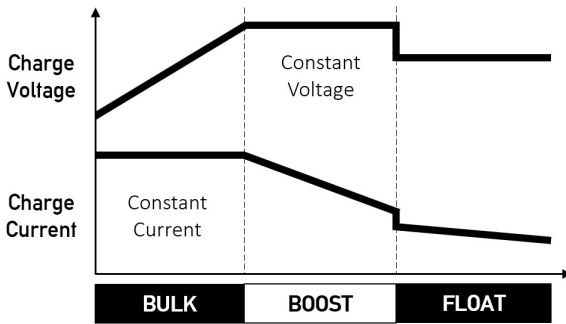 Charge
Voltage
Constant
Voltage
Charge
Current
Constant
Current
BULK
BOOST
FLOAT